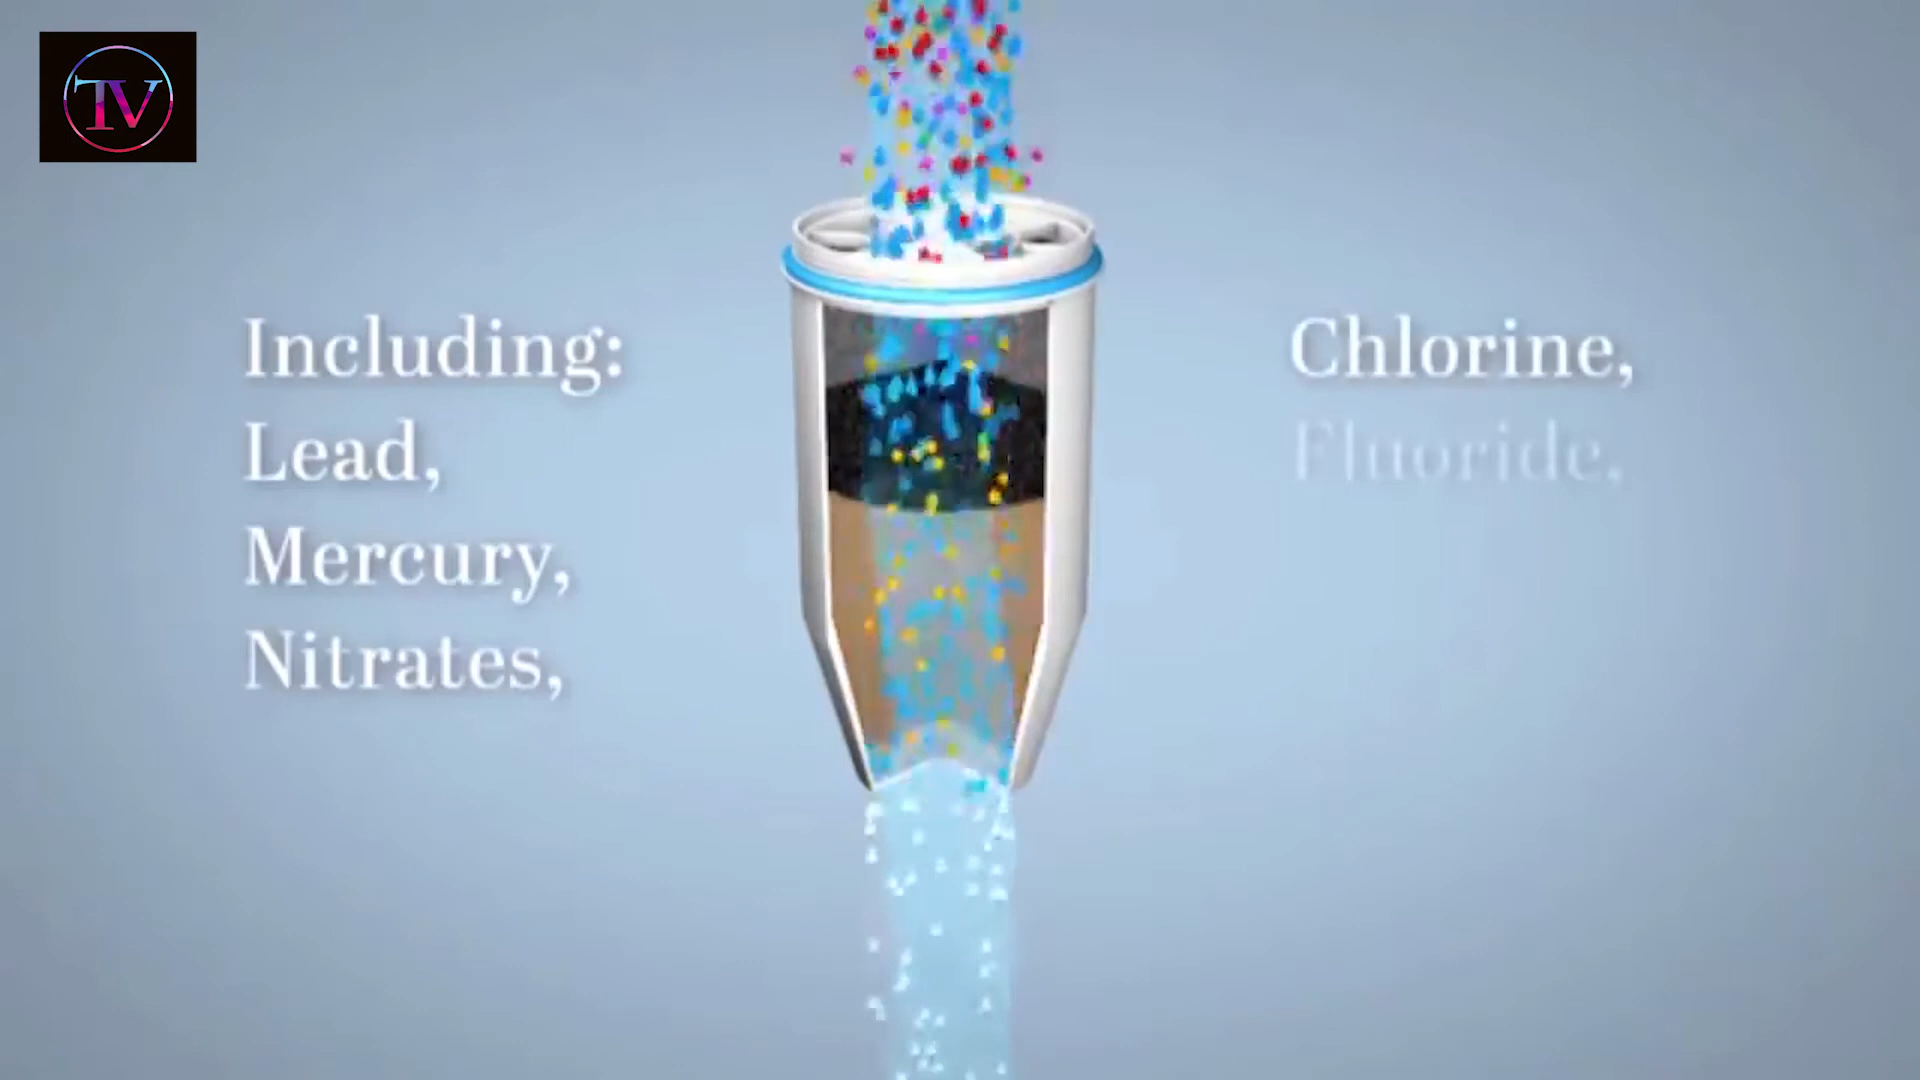 TV
Including:
Lead,
Mercury,
Nitrates,
Chlorine,
Fluoride,